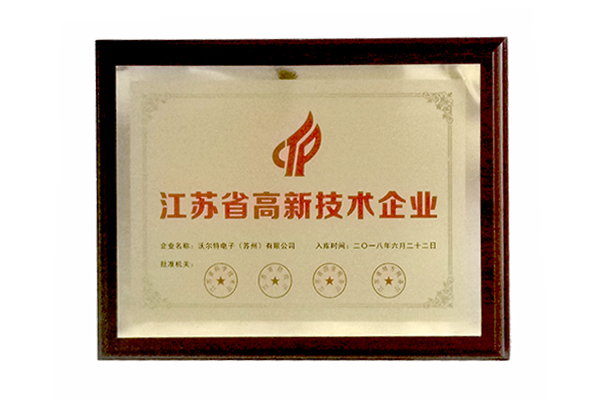 江苏省高新技术企业
企业名称：沃尔特电子（苏州）有限公司 入库时间：二〇一八年六月二十二日
批准机关：